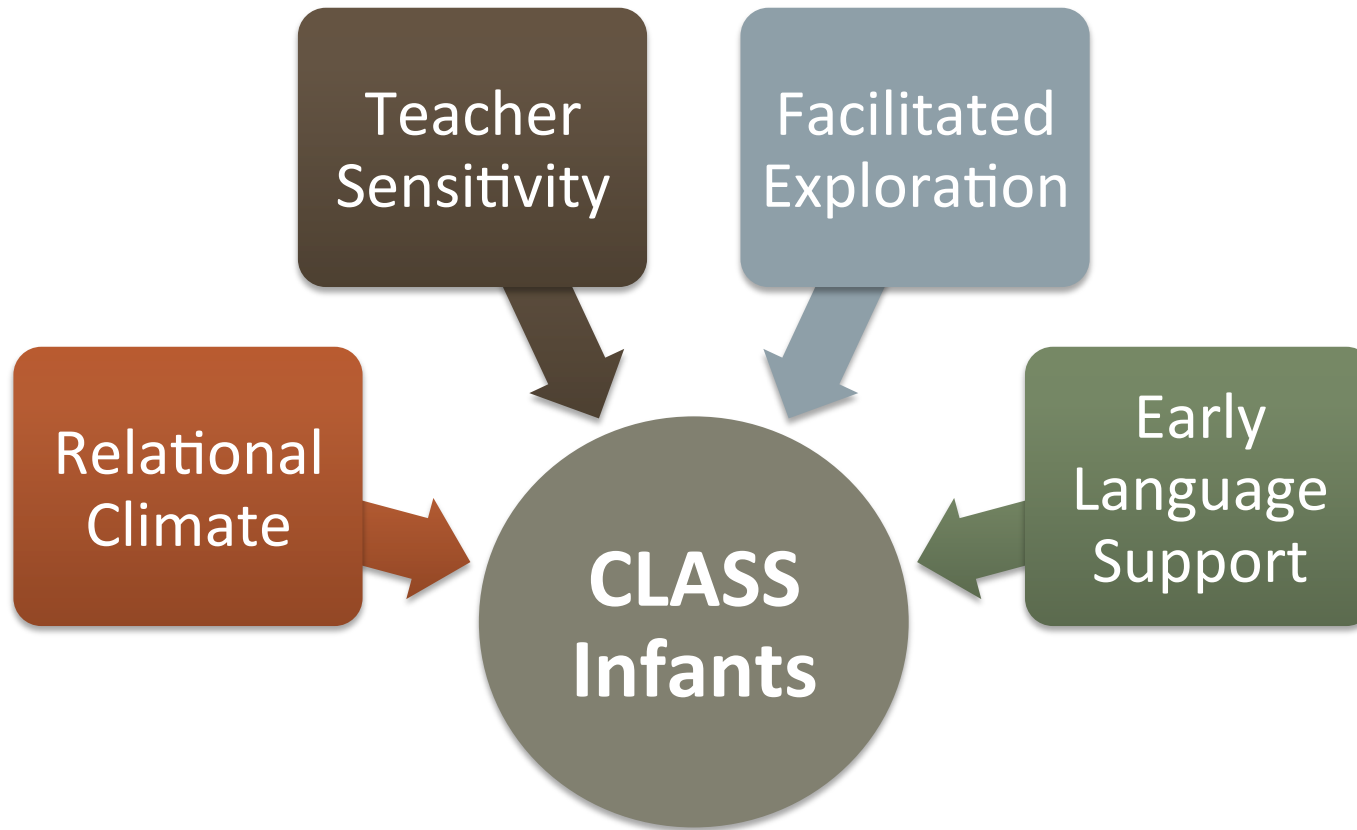 Teacher
Sensitivity
Facilitated
Exploration
Relational
Climate
Early
Language
Support
CLASS
Infants